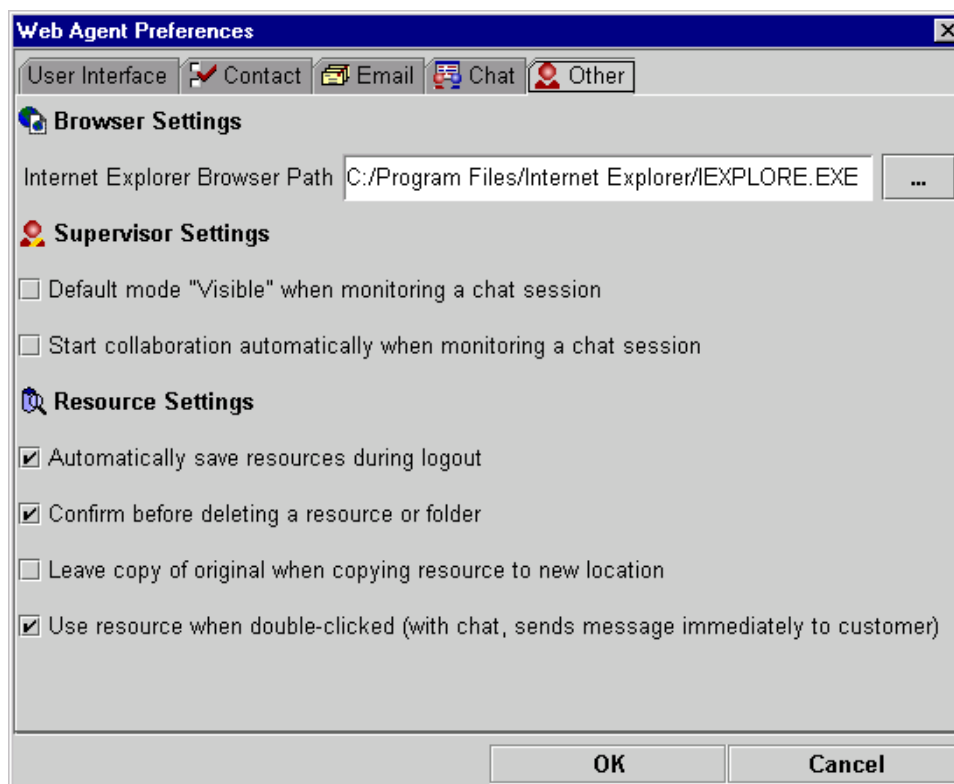 Web Agent Preferences
User Interface Contact Email Chat Other
Browser Settings
Internet Explorer Browser Path C:/Program Files/Internet Explorer/IEXPLORE.EXE ...
Supervisor Settings
Default mode "Visible" when monitoring a chat session
Start collaboration automatically when monitoring a chat session
Resource Settings
Automatically save resources during logout
Confirm before deleting a resource or folder
Leave copy of original when copying resource to new location
Use resource when double-clicked (with chat, sends message immediately to customer)
OK Cancel